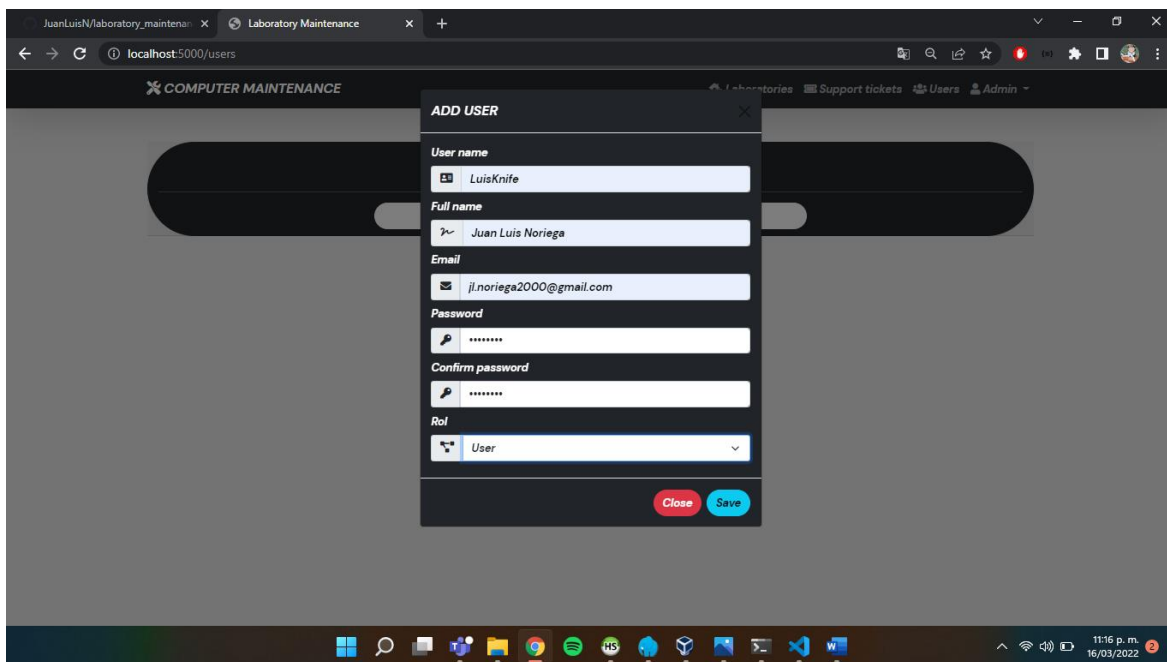 JuanLuisN/laboratory_maintenan
Laboratory Maintenance
localhost:5000/users
COMPUTER MAINTENANCE
Laboratories Support tickets Users Admin
ADD USER
User name
LuisKnife
Full name
Juan Luis Noriega
Email
jl.noriega2000@gmail.com
Password
••••••••
Confirm password
••••••••
Rol
User
Close Save
HS
11:16 p. m.
16/03/2022
2